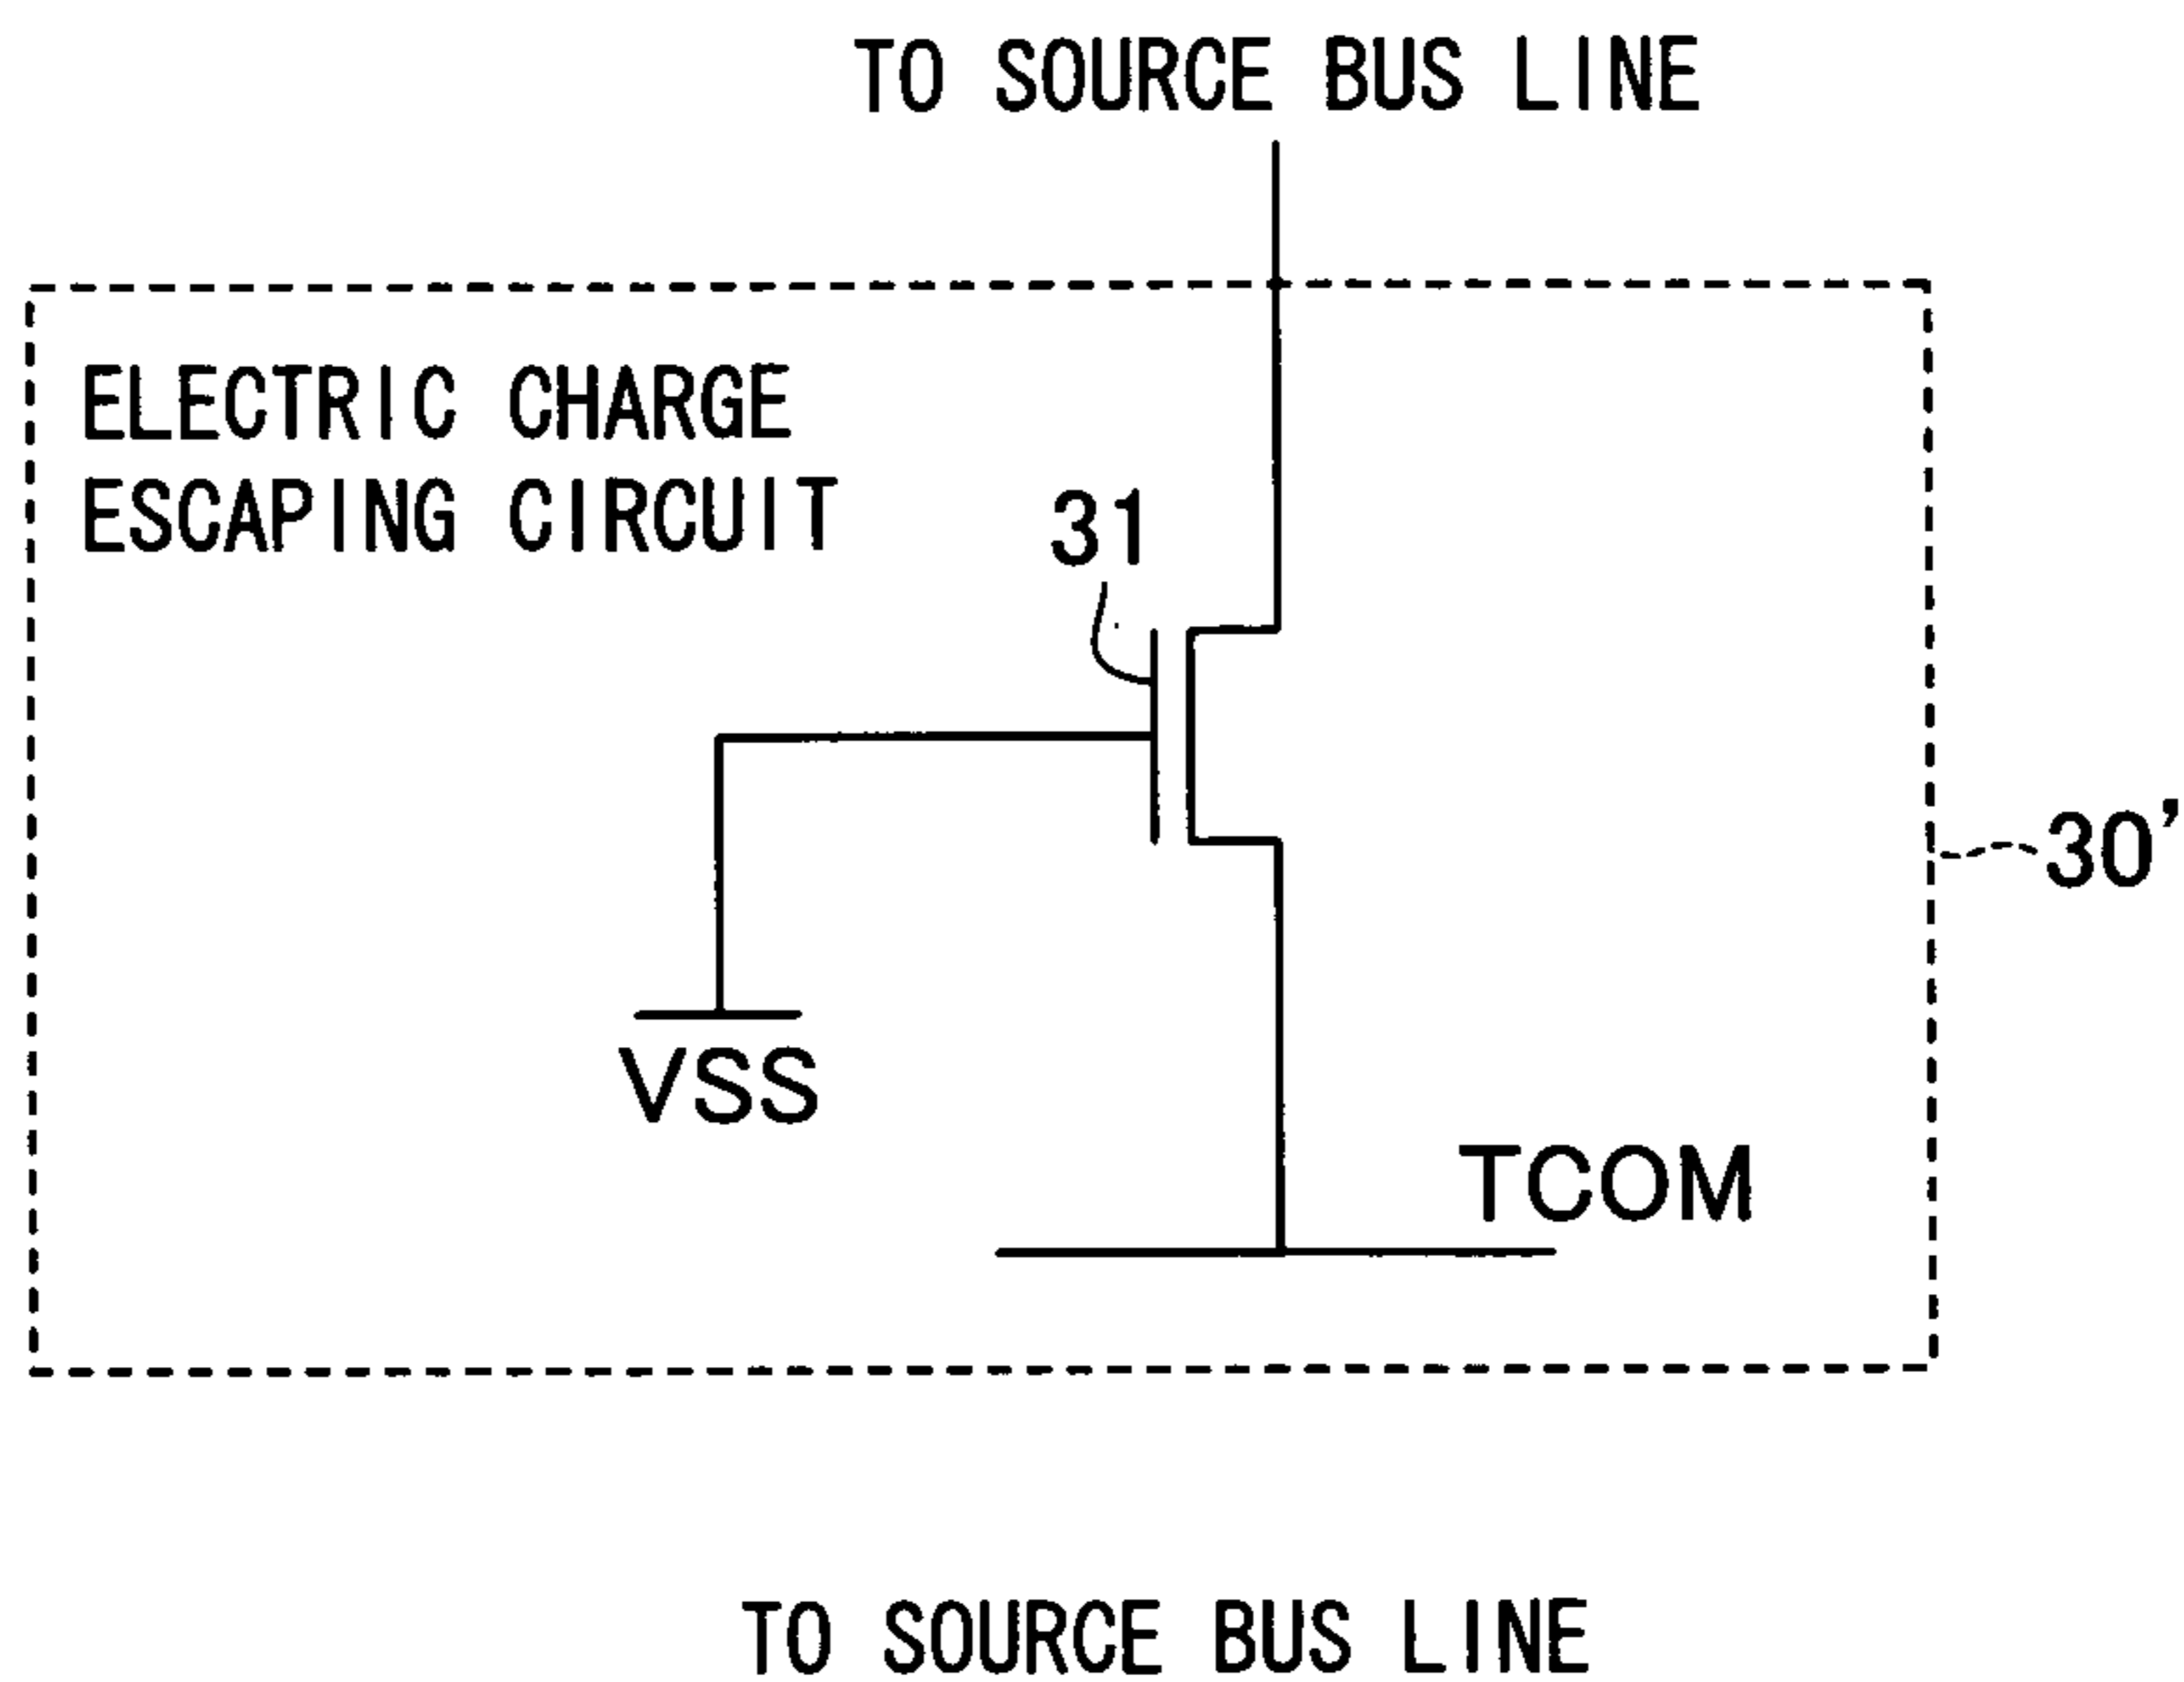 TO SOURCE BUS LINE
ELECTRIC CHARGE
ESCAPING CIRCUIT
31
30'
VSS
TCOM
TO SOURCE BUS LINE